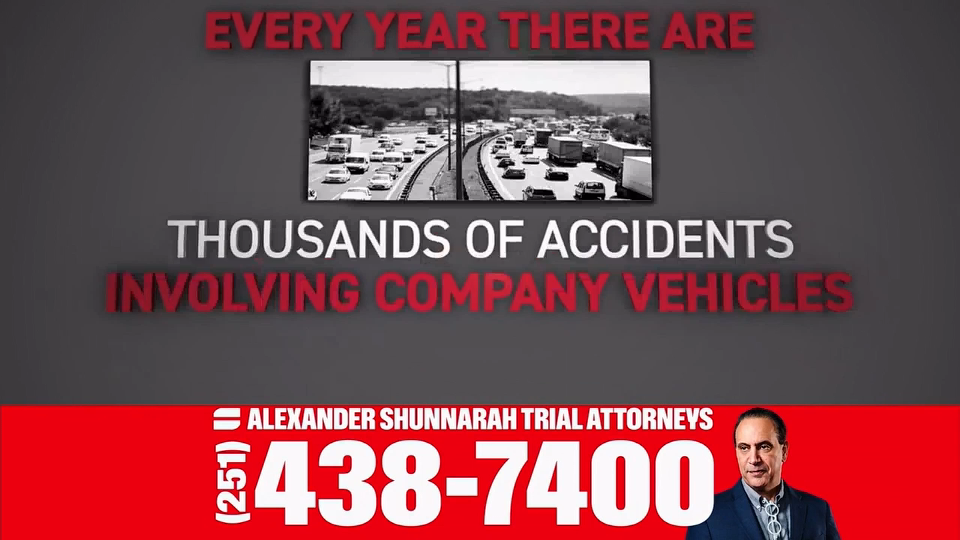 EVERY YEAR THERE ARE
THOUSANDS OF ACCIDENTS
INVOLVING COMPANY VEHICLES
ALEXANDER SHUNNARAH TRIAL ATTORNEYS
(251) 438-7400